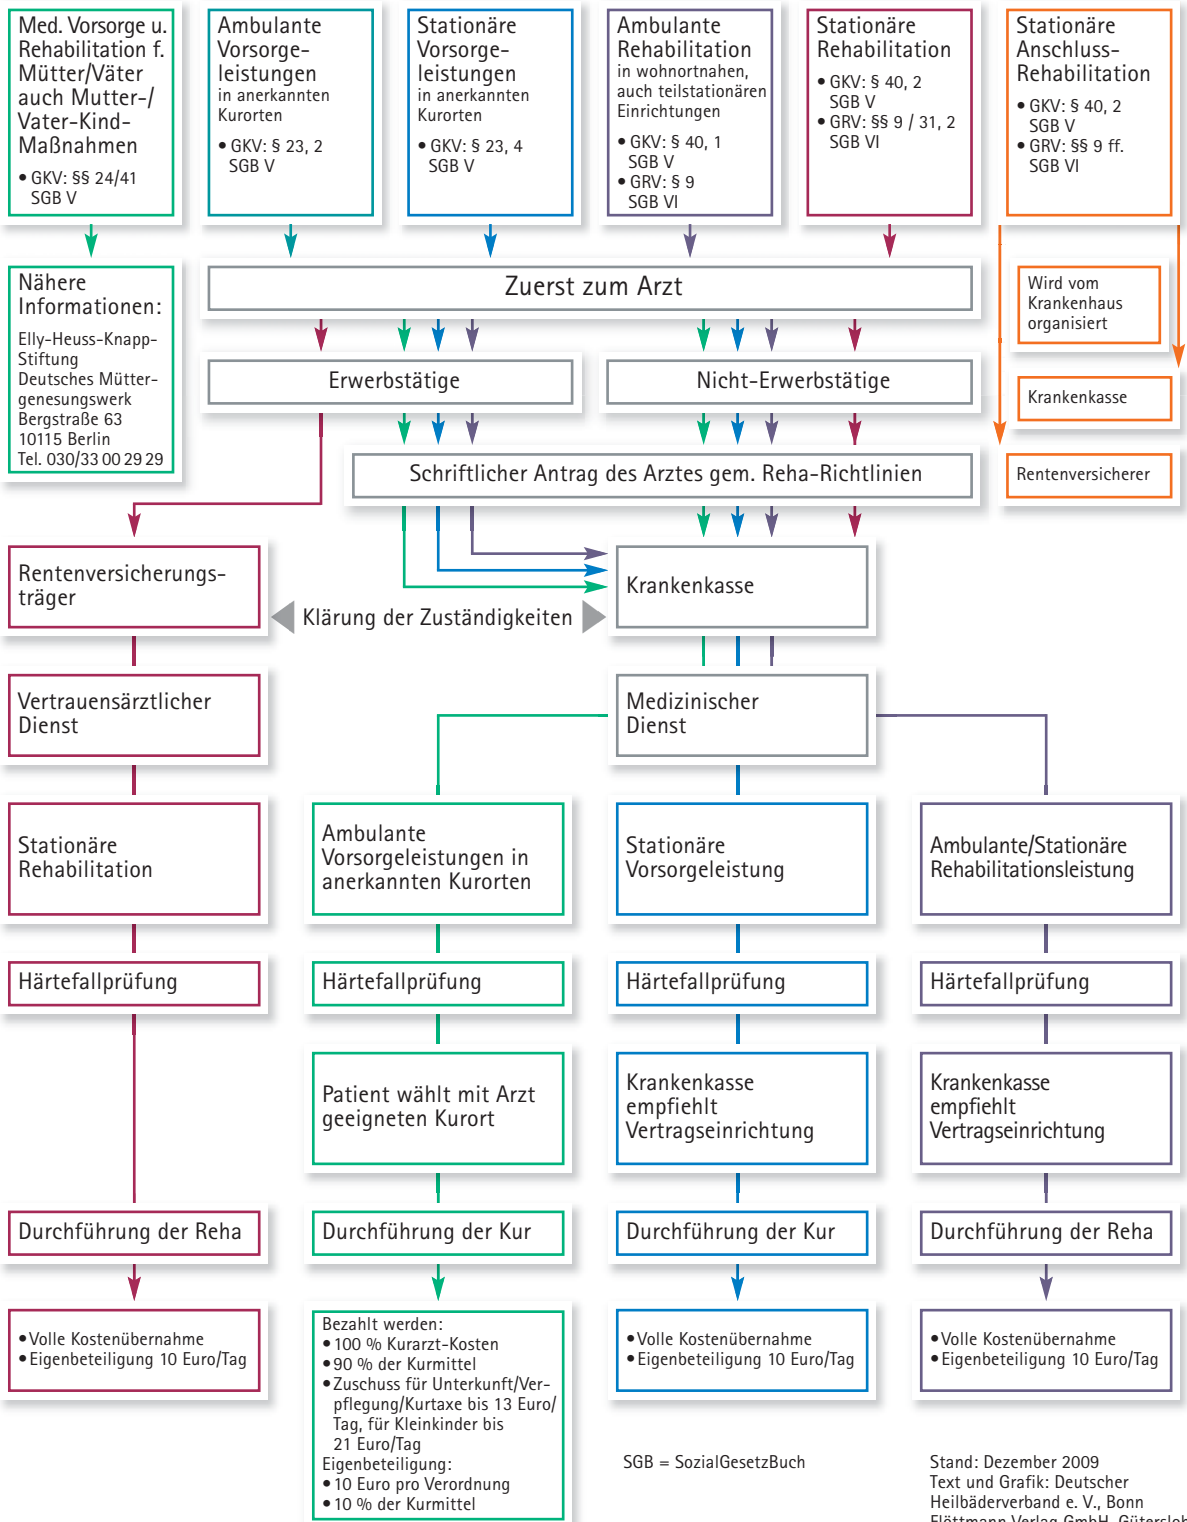 Med. Vorsorge u.
Rehabilitation f.
Mütter/Väter
auch Mutter-/
Vater-Kind-
Maßnahmen
• GKV: §§ 24/41
SGB V
Ambulante
Vorsorge-
leistungen
in anerkannten
Kurorten
• GKV: § 23, 2
SGB V
Stationäre
Vorsorge-
leistungen
in anerkannten
Kurorten
• GKV: § 23, 4
SGB V
Ambulante
Rehabilitation
in wohnortnahen,
auch teilstationären
Einrichtungen
• GKV: § 40, 1
SGB V
• GRV: § 9
SGB VI
Stationäre
Rehabilitation
• GKV: § 40, 2
SGB V
• GRV: §§ 9 / 31, 2
SGB VI
Stationäre
Anschluss-
Rehabilitation
• GKV: § 40, 2
SGB V
• GRV: §§ 9 ff.
SGB VI
Nähere
Informationen:
Elly-Heuss-Knapp-
Stiftung
Deutsches Mütter-
genesungswerk
Bergstraße 63
10115 Berlin
Tel. 030/33 00 29 29
Zuerst zum Arzt
Wird vom
Krankenhaus
organisiert
Erwerbstätige
Nicht-Erwerbstätige
Krankenkasse
Schriftlicher Antrag des Arztes gem. Reha-Richtlinien
Rentenversicherer
Rentenversicherungs-
träger
Klärung der Zuständigkeiten
Krankenkasse
Vertrauensärztlicher
Dienst
Medizinischer
Dienst
Stationäre
Rehabilitation
Ambulante
Vorsorgeleistungen in
anerkannten Kurorten
Stationäre
Vorsorgeleistung
Ambulante/Stationäre
Rehabilitationsleistung
Härtefallprüfung
Härtefallprüfung
Härtefallprüfung
Härtefallprüfung
Patient wählt mit Arzt
geeigneten Kurort
Krankenkasse
empfiehlt
Vertragseinrichtung
Krankenkasse
empfiehlt
Vertragseinrichtung
Durchführung der Reha
Durchführung der Kur
Durchführung der Kur
Durchführung der Reha
• Volle Kostenübernahme
• Eigenbeteiligung 10 Euro/Tag
Bezahlt werden:
• 100 % Kurarzt-Kosten
• 90 % der Kurmittel
• Zuschuss für Unterkunft/Ver-
pflegung/Kurtaxe bis 13 Euro/
Tag, für Kleinkinder bis
21 Euro/Tag
Eigenbeteiligung:
• 10 Euro pro Verordnung
• 10 % der Kurmittel
• Volle Kostenübernahme
• Eigenbeteiligung 10 Euro/Tag
• Volle Kostenübernahme
• Eigenbeteiligung 10 Euro/Tag
SGB = SozialGesetzBuch
Stand: Dezember 2009
Text und Grafik: Deutscher
Heilbäderverband e. V., Bonn
Flöttmann Verlag GmbH, Gütersloh